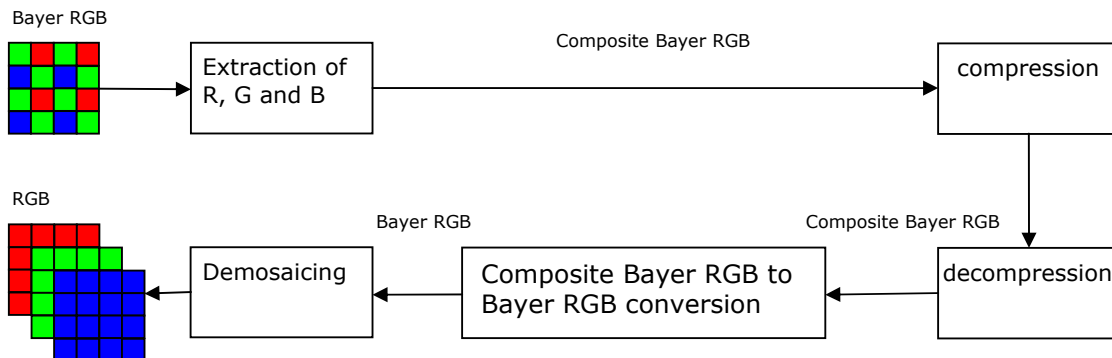 Bayer RGB
Extraction of
R, G and B
Composite Bayer RGB
compression
RGB
Bayer RGB
Composite Bayer RGB
Demosaicing
Composite Bayer RGB to
Bayer RGB conversion
decompression